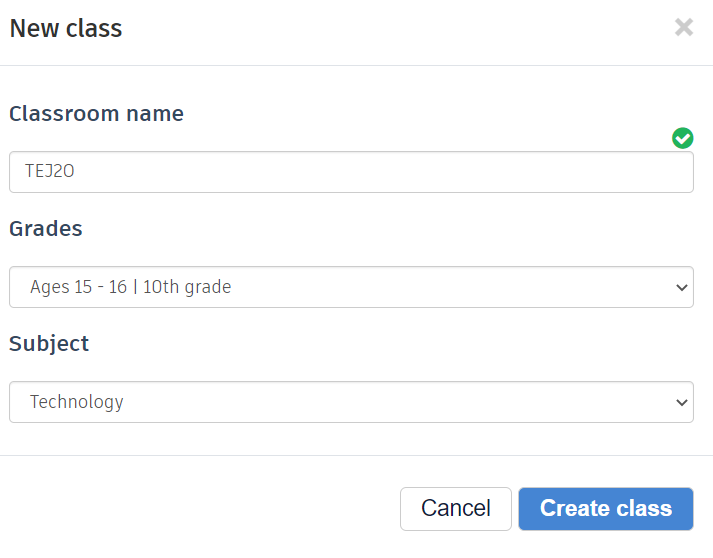 New class
Classroom name
TEJ2O
Grades
Ages 15 - 16 | 10th grade
Subject
Technology
Cancel
Create class